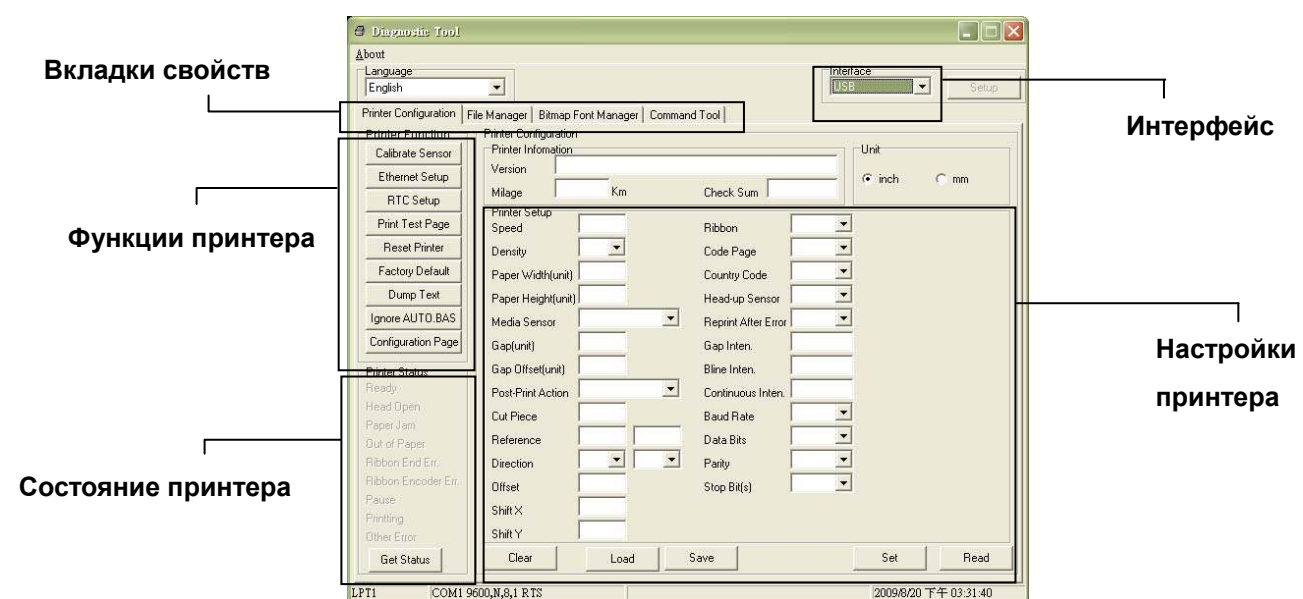 Diagnostic Tool
About
Language
English
Interface
USB
Setup
Вкладки свойств
Интерфейс
Функции принтера
Состояние принтера
Настройки
принтера
Printer Configuration
File Manager
Bitmap Font Manager
Command Tool
Printer Function
Calibrate Sensor
Ethernet Setup
RTC Setup
Print Test Page
Reset Printer
Factory Default
Dump Text
Ignore AUTO.BAS
Configuration Page
Printer Status
Ready
Head Open
Paper Jam
Out of Paper
Ribbon End Err.
Ribbon Encoder Err.
Pause
Printting
Other Error
Get Status
Printer Configuration
Printer Infomation
Version
Milage
Km
Check Sum
Unit
inch
mm
Printer Setup
Speed
Density
Paper Width(unit)
Paper Height(unit)
Media Sensor
Gap(unit)
Gap Offset(unit)
Post-Print Action
Cut Piece
Reference
Direction
Offset
Shift X
Shift Y
Ribbon
Code Page
Country Code
Head-up Sensor
Reprint After Error
Gap Inten.
Bline Inten.
Continuous Inten.
Baud Rate
Data Bits
Parity
Stop Bit(s)
Clear
Load
Save
Set
Read
LPT1
COM1 9600,N,8,1 RTS
2009/8/20 下午 03:31:40